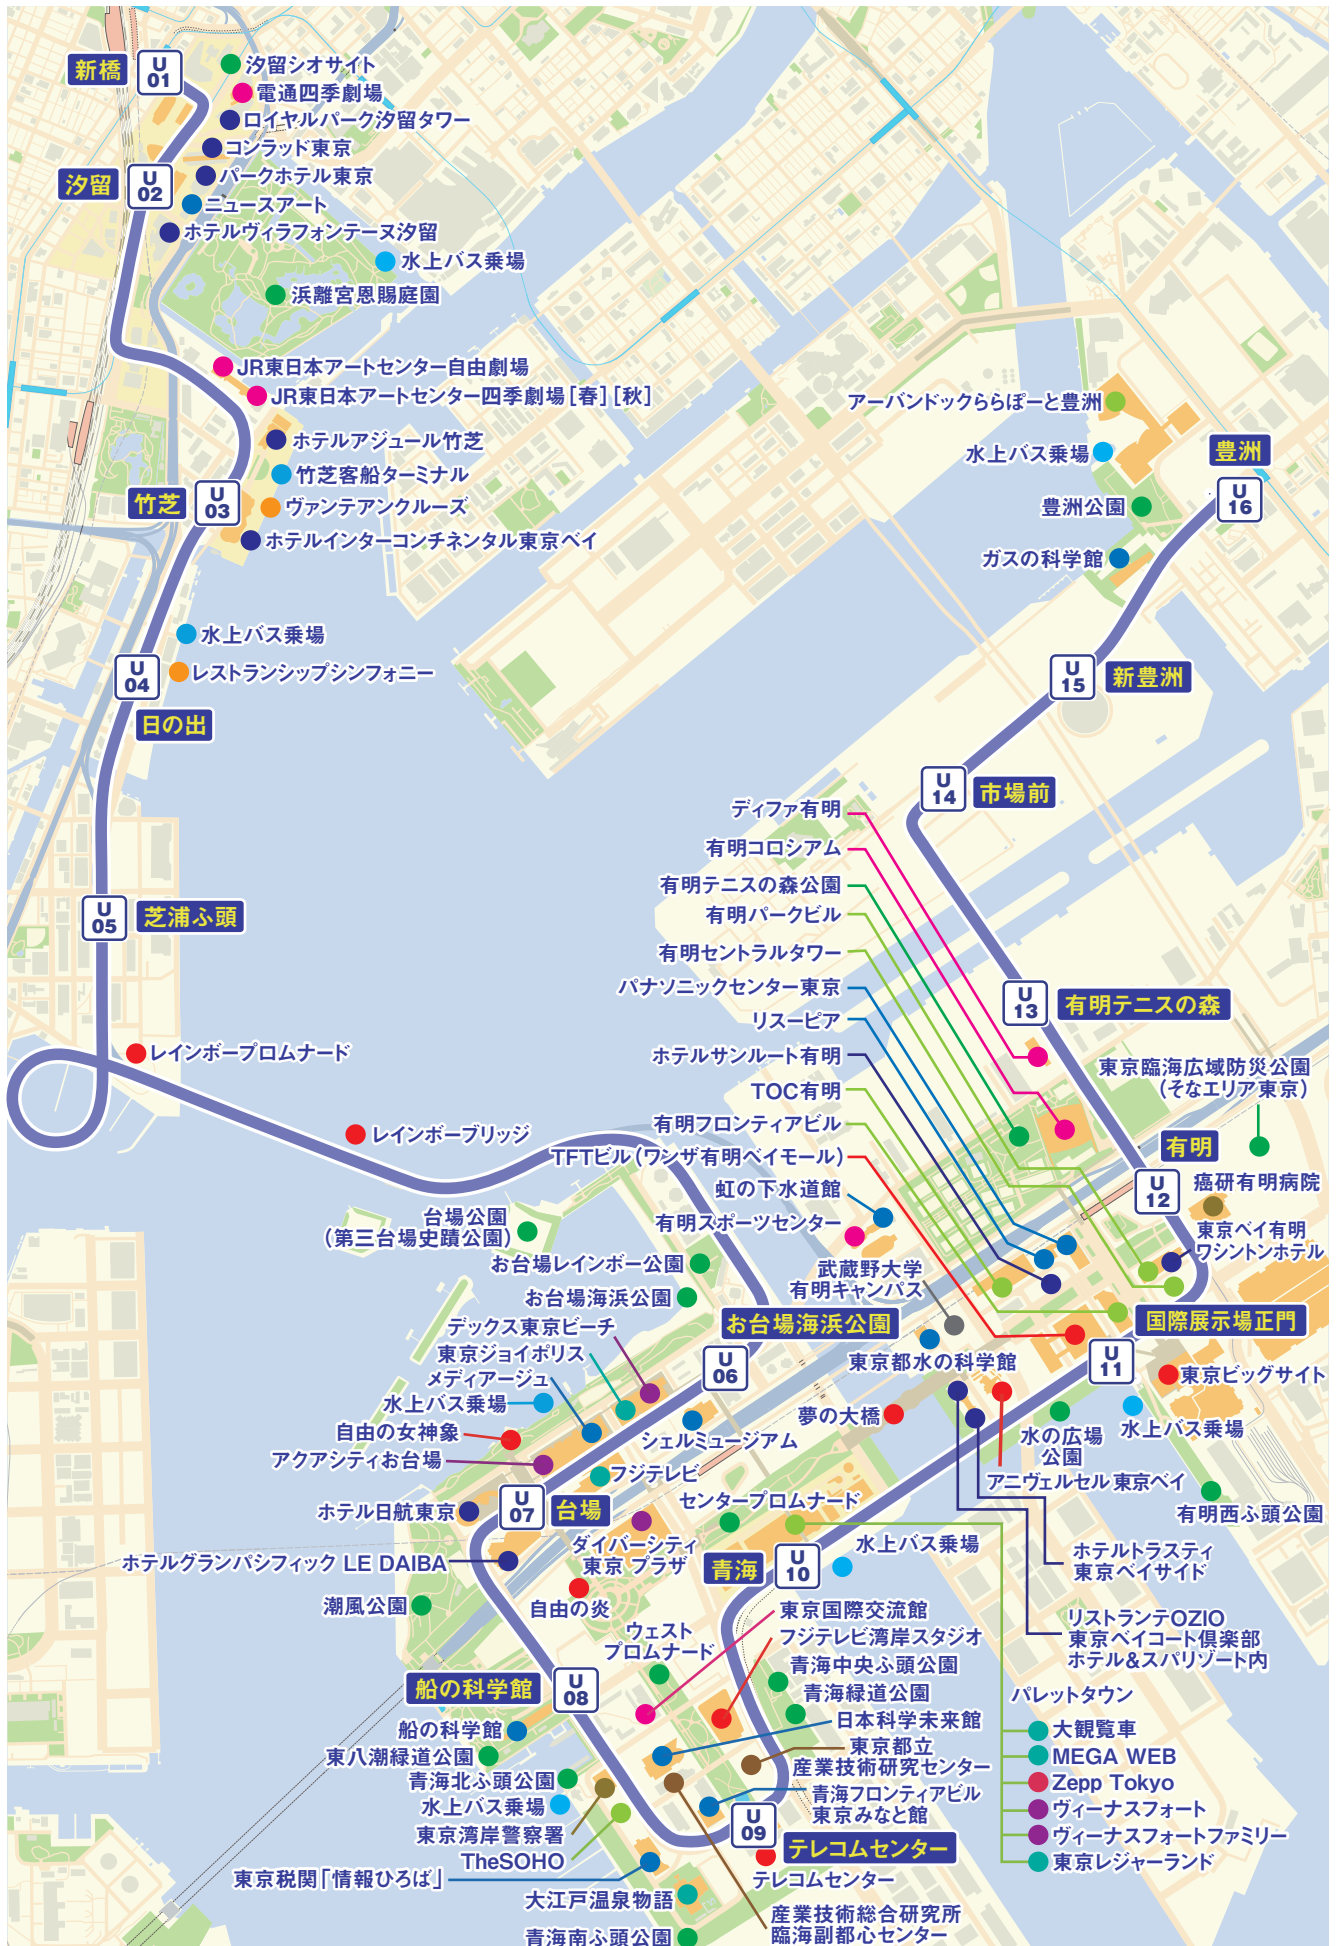 新橋
U
01
汐留シオサイト
電通四季劇場
ロイヤルパーク汐留タワー
コンラッド東京
汐留
U
02
パークホテル東京
ニュースアート
ホテルヴィラフォンテーヌ汐留
水上バス乗場
浜離宮恩賜庭園
JR東日本アートセンター自由劇場
JR東日本アートセンター四季劇場[春][秋]
ホテルアジュール竹芝
竹芝客船ターミナル
竹芝
U
03
ヴァンテアンクルーズ
ホテルインターコンチネンタル東京ベイ
アーバンドックららぽーと豊洲
水上バス乗場
豊洲
U
16
豊洲公園
ガスの科学館
水上バス乗場
U
04
レストランシップシンフォニー
日の出
U
15
新豊洲
U
14
市場前
U
05
芝浦ふ頭
ディファ有明
有明コロシアム
有明テニスの森公園
有明パークビル
有明セントラルタワー
パナソニックセンター東京
リスーピア
ホテルサンルート有明
TOC有明
有明フロンティアビル
TFTビル(ワンザ有明ベイモール)
U
13
有明テニスの森
レインボープロムナード
レインボーブリッジ
東京臨海広域防災公園
(そなエリア東京)
有明
U
12
癌研有明病院
東京ベイ有明
ワシントンホテル
虹の下水道館
有明スポーツセンター
台場公園
(第三台場史蹟公園)
お台場レインボー公園
お台場海浜公園
武蔵野大学
有明キャンパス
お台場海浜公園
U
06
国際展示場正門
U
11
東京都水の科学館
東京ビッグサイト
デックス東京ビーチ
東京ジョイポリス
メディアージュ
水上バス乗場
自由の女神象
アクアシティお台場
シェルミュージアム
夢の大橋
水の広場
公園
水上バス乗場
アニヴェルセル東京ベイ
有明西ふ頭公園
フジテレビ
ホテル日航東京
U
07
台場
センタープロムナード
ダイバーシティ
東京 プラザ
青海
U
10
水上バス乗場
ホテルトラスティ
東京ベイサイド
ホテルグランパシフィック LE DAIBA
潮風公園
自由の炎
ウェスト
プロムナード
東京国際交流館
フジテレビ湾岸スタジオ
リストランテOZIO
東京ベイコート倶楽部
ホテル&スパリゾート内
船の科学館
U
08
青海中央ふ頭公園
青海緑道公園
日本科学未来館
東京都立
産業技術研究センター
青海フロンティアビル
東京みなと館
パレットタウン
大観覧車
MEGA WEB
Zepp Tokyo
ヴィーナスフォート
ヴィーナスフォートファミリー
東京レジャーランド
船の科学館
東八潮緑道公園
青海北ふ頭公園
水上バス乗場
東京湾岸警察署
TheSOHO
東京税関「情報ひろば」
U
09
テレコムセンター
テレコムセンター
大江戸温泉物語
青海南ふ頭公園
産業技術総合研究所
臨海副都心センター